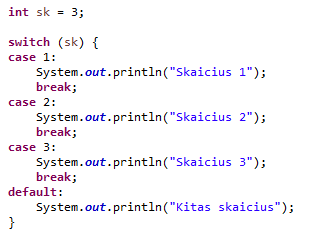 int sk = 3;
switch (sk) {
case 1:
System.out.println("Skaicius 1");
break;
case 2:
System.out.println("Skaicius 2");
break;
case 3:
System.out.println("Skaicius 3");
break;
default:
System.out.println("Kitas skaicius");
}